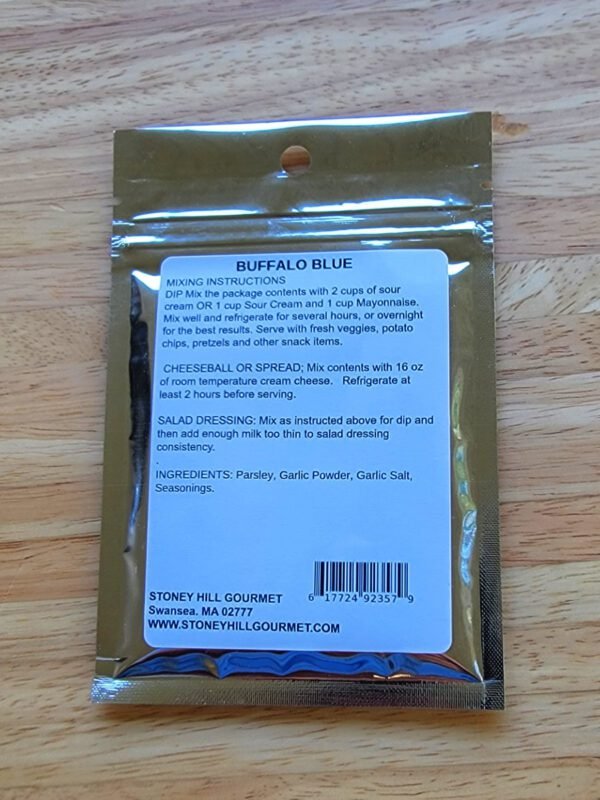 BUFFALO BLUE
MIXING INSTRUCTIONS
DIP Mix the package contents with 2 cups of sour
cream OR 1 cup Sour Cream and 1 cup Mayonnaise.
Mix well and refrigerate for several hours, or overnight
for the best results. Serve with fresh veggies, potato
chips, pretzels and other snack items.
CHEESEBALL OR SPREAD; Mix contents with 16 oz
of room temperature cream cheese. Refrigerate at
least 2 hours before serving.
SALAD DRESSING: Mix as instructed above for dip and
then add enough milk too thin to salad dressing
consistency.
.
INGREDIENTS: Parsley, Garlic Powder, Garlic Salt,
Seasonings.
6 17724 92357 9
STONEY HILL GOURMET
Swansea. MA 02777
WWW.STONEYHILLGOURMET.COM